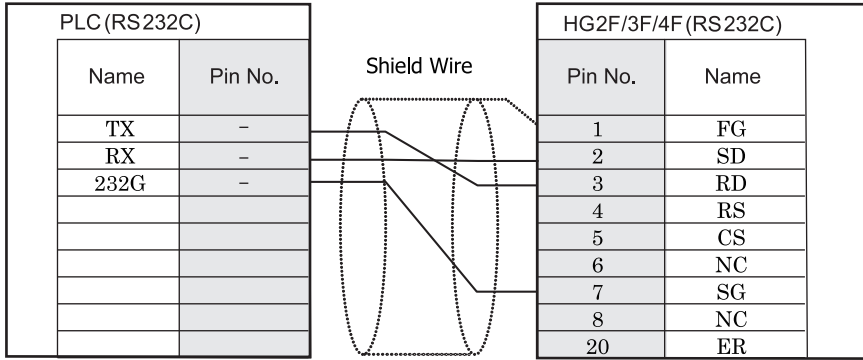 PLC(RS232C)
Name Pin No.
TX –
RX –
232G –
Shield Wire
HG2F/3F/4F(RS232C)
Pin No. Name
1 FG
2 SD
3 RD
4 RS
5 CS
6 NC
7 SG
8 NC
20 ER